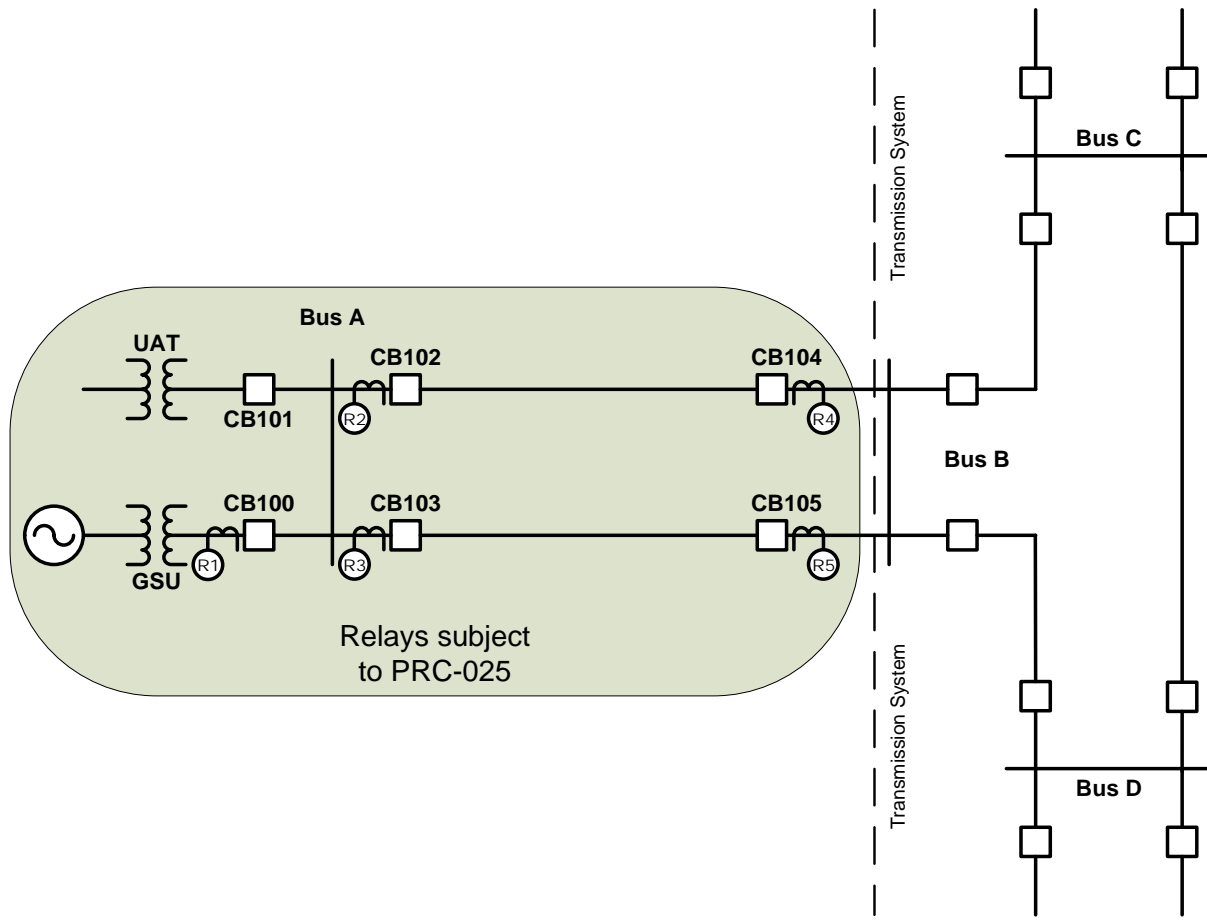 Transmission System
Bus C
Bus A
UAT
CB102
CB104
CB101
R2
R4
Bus B
CB100
CB103
CB105
R1
R3
R5
GSU
Relays subject
to PRC-025
Transmission System
Bus D